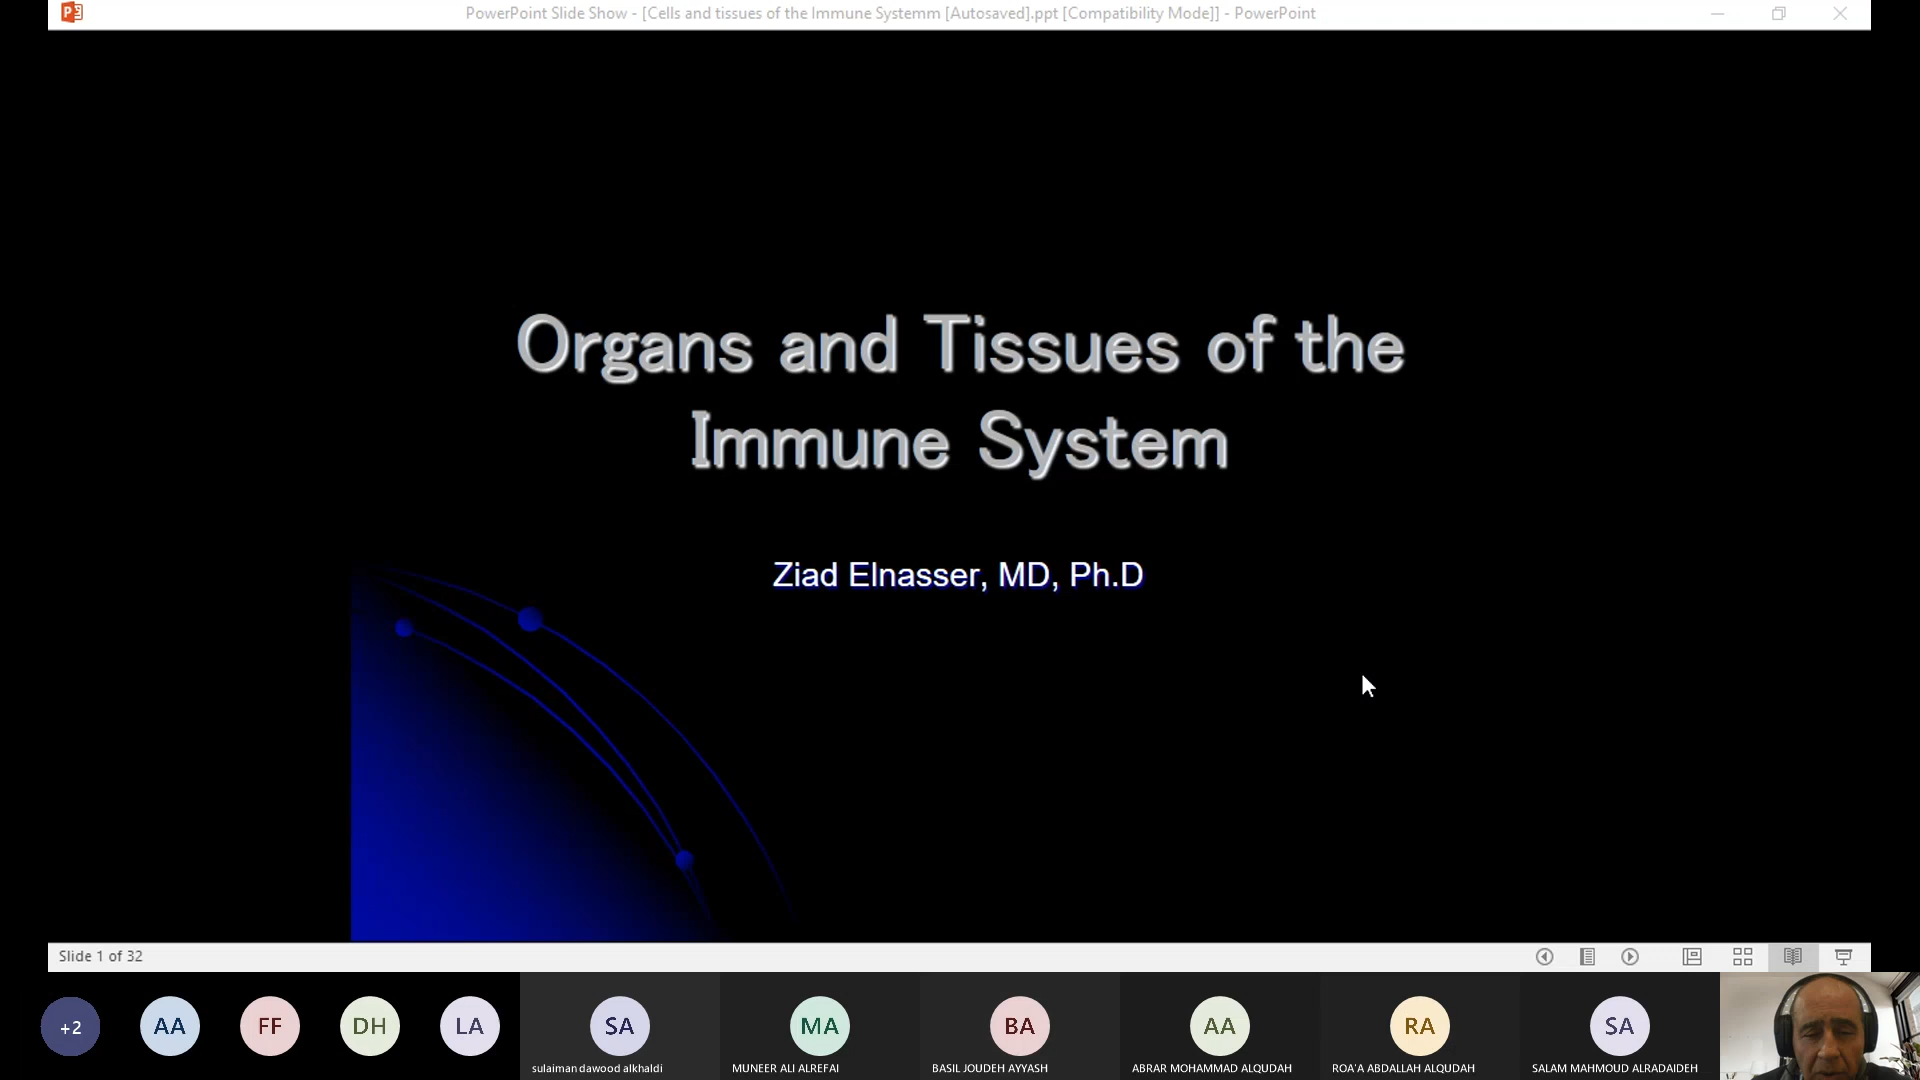 PowerPoint Slide Show - [Cells and tissues of the Immune Systemm [Autosaved].ppt [Compatibility Mode]] - PowerPoint
Organs and Tissues of the
Immune System
Ziad Elnasser, MD, Ph.D
Slide 1 of 32
+2
AA
FF
DH
LA
SA
MA
BA
AA
RA
SA
sulaiman dawood alkhaldi
MUNEER ALI ALREFAI
BASIL JOUDEH AYYASH
ABRAR MOHAMMAD ALQUDAH
ROA'A ABDALLAH ALQUDAH
SALAM MAHMOUD ALRADAIDEH